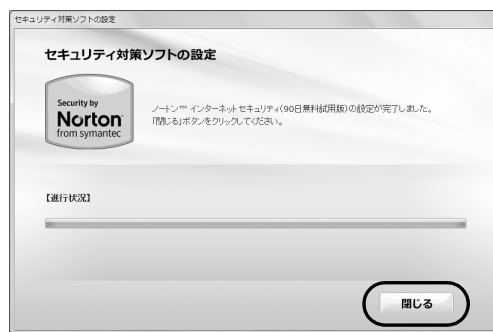 セキュリティ対策ソフトの設定
セキュリティ対策ソフトの設定
Security by
Norton
from symantec
ノートン™ インターネットセキュリティ(90日無料試用版)の設定が完了しました。
「閉じる」ボタンをクリックしてください。
【進行状況】
閉じる